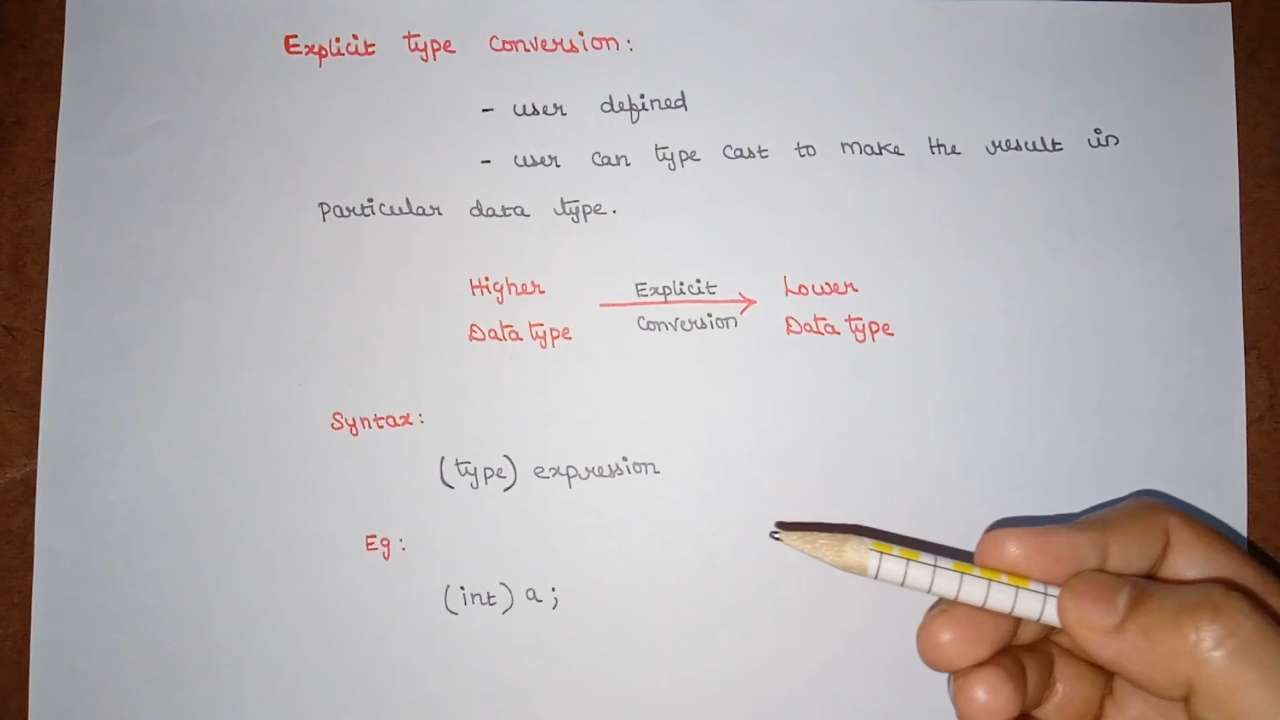 Explicit type conversion:
- user defined
- user can type cast to make the result in
particular data type.
Higher Explicit Lower
Data type conversion Data type
Syntax:
(type) expression
Eg:
(int) a;